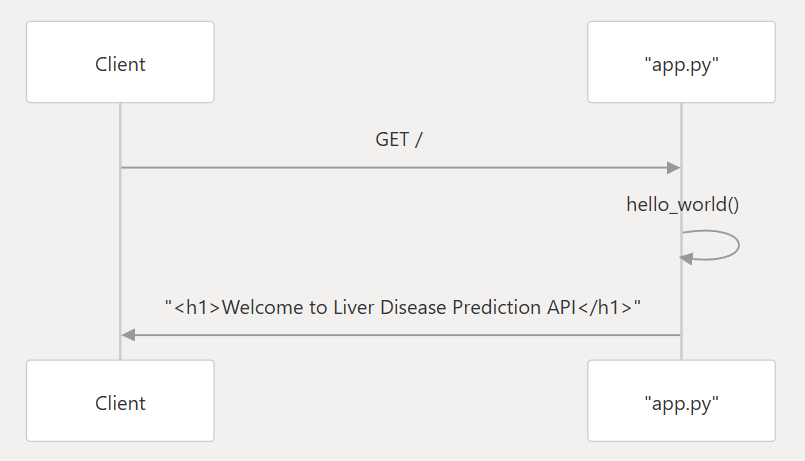 Client
"app.py"
GET /
hello_world()
"<h1>Welcome to Liver Disease Prediction API</h1>"
Client
"app.py"